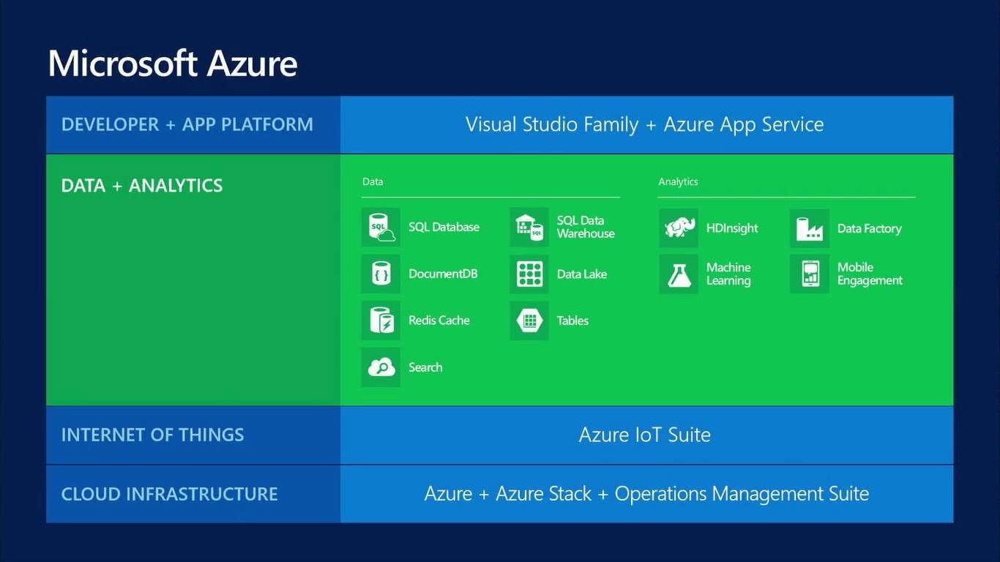 Microsoft Azure
DEVELOPER + APP PLATFORM
Visual Studio Family + Azure App Service
DATA + ANALYTICS
Data
SQL
SQL Database
SQL
SQL Data
Warehouse
{ }
DocumentDB
Data Lake
Redis Cache
Tables
Search
Analytics
HDInsight
Data Factory
Machine
Learning
Mobile
Engagement
INTERNET OF THINGS
Azure IoT Suite
CLOUD INFRASTRUCTURE
Azure + Azure Stack + Operations Management Suite